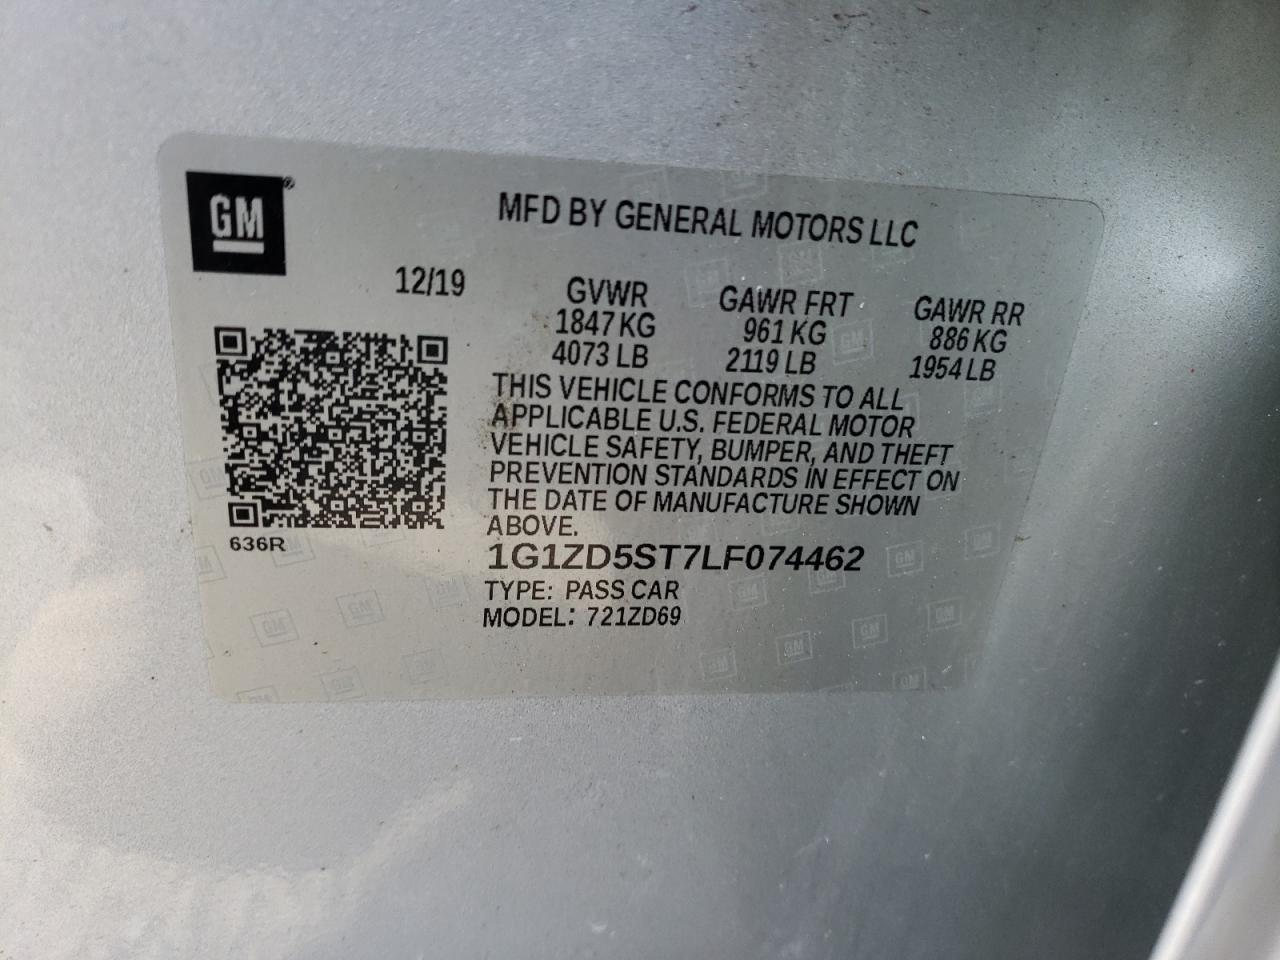 GM®
MFD BY GENERAL MOTORS LLC
12/19
GVWR GAWR FRT GAWR RR
1847 KG 961 KG 886 KG
4073 LB 2119 LB 1954 LB
THIS VEHICLE CONFORMS TO ALL
APPLICABLE U.S. FEDERAL MOTOR
VEHICLE SAFETY, BUMPER, AND THEFT
PREVENTION STANDARDS IN EFFECT ON
THE DATE OF MANUFACTURE SHOWN
ABOVE.
636R
1G1ZD5ST7LF074462
TYPE: PASS CAR
MODEL: 721ZD69